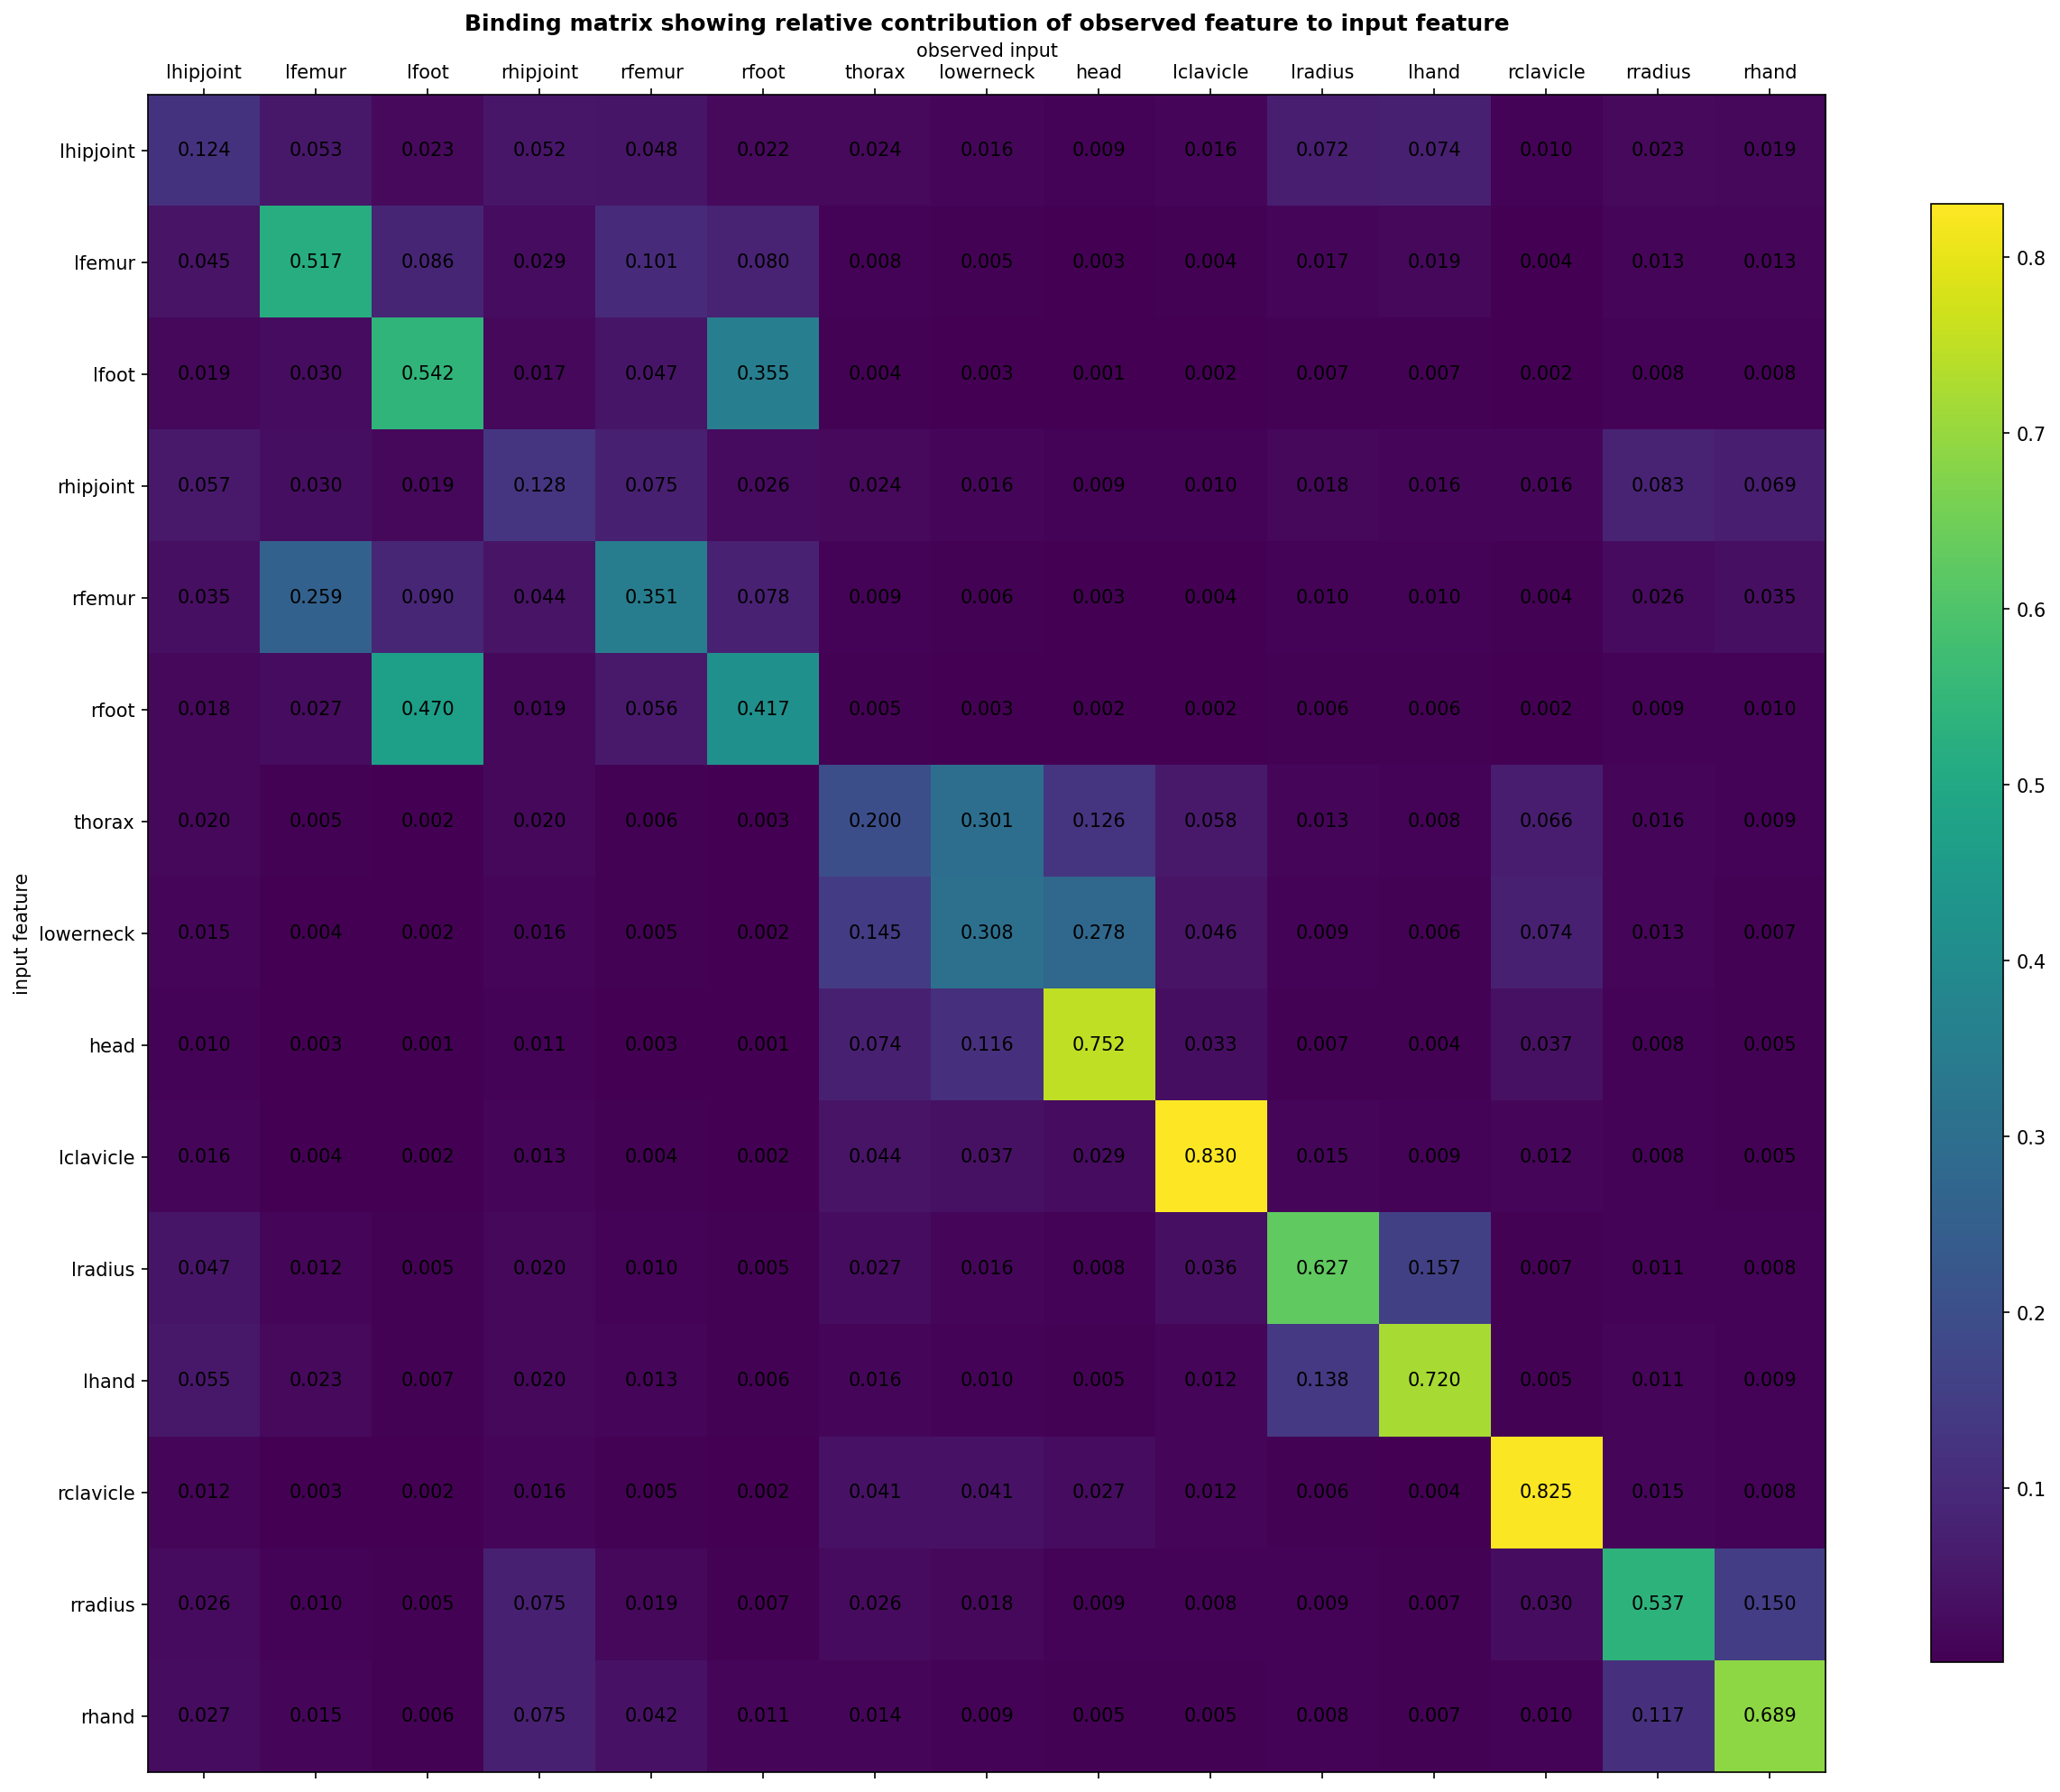 Binding matrix showing relative contribution of observed feature to input feature
observed input
lhipjoint lfemur lfoot rhipjoint rfemur rfoot thorax lowerneck head lclavicle lradius lhand rclavicle rradius rhand
lhipjoint 0.124 0.053 0.023 0.052 0.048 0.022 0.024 0.016 0.009 0.016 0.072 0.074 0.010 0.023 0.019
lfemur 0.045 0.517 0.086 0.029 0.101 0.080 0.008 0.005 0.003 0.004 0.017 0.019 0.004 0.013 0.013
lfoot 0.019 0.030 0.542 0.017 0.047 0.355 0.004 0.003 0.001 0.002 0.007 0.007 0.002 0.008 0.008
rhipjoint 0.057 0.030 0.019 0.128 0.075 0.026 0.024 0.016 0.009 0.010 0.018 0.016 0.016 0.083 0.069
rfemur 0.035 0.259 0.090 0.044 0.351 0.078 0.009 0.006 0.003 0.004 0.010 0.010 0.004 0.026 0.035
rfoot 0.018 0.027 0.470 0.019 0.056 0.417 0.005 0.003 0.002 0.002 0.006 0.006 0.002 0.009 0.010
thorax 0.020 0.005 0.002 0.020 0.006 0.003 0.200 0.301 0.126 0.058 0.013 0.008 0.066 0.016 0.009
lowerneck 0.015 0.004 0.002 0.016 0.005 0.002 0.145 0.308 0.278 0.046 0.009 0.006 0.074 0.013 0.007
head 0.010 0.003 0.001 0.011 0.003 0.001 0.074 0.116 0.752 0.033 0.007 0.004 0.037 0.008 0.005
lclavicle 0.016 0.004 0.002 0.013 0.004 0.002 0.044 0.037 0.029 0.830 0.015 0.009 0.012 0.008 0.005
lradius 0.047 0.012 0.005 0.020 0.010 0.005 0.027 0.016 0.008 0.036 0.627 0.157 0.007 0.011 0.008
lhand 0.055 0.023 0.007 0.020 0.013 0.006 0.016 0.010 0.005 0.012 0.138 0.720 0.005 0.011 0.009
rclavicle 0.012 0.003 0.002 0.016 0.005 0.002 0.041 0.041 0.027 0.012 0.006 0.004 0.825 0.015 0.008
rradius 0.026 0.010 0.005 0.075 0.019 0.007 0.026 0.018 0.009 0.008 0.009 0.007 0.030 0.537 0.150
rhand 0.027 0.015 0.006 0.075 0.042 0.011 0.014 0.009 0.005 0.005 0.008 0.007 0.010 0.117 0.689
input feature
0.8
0.7
0.6
0.5
0.4
0.3
0.2
0.1